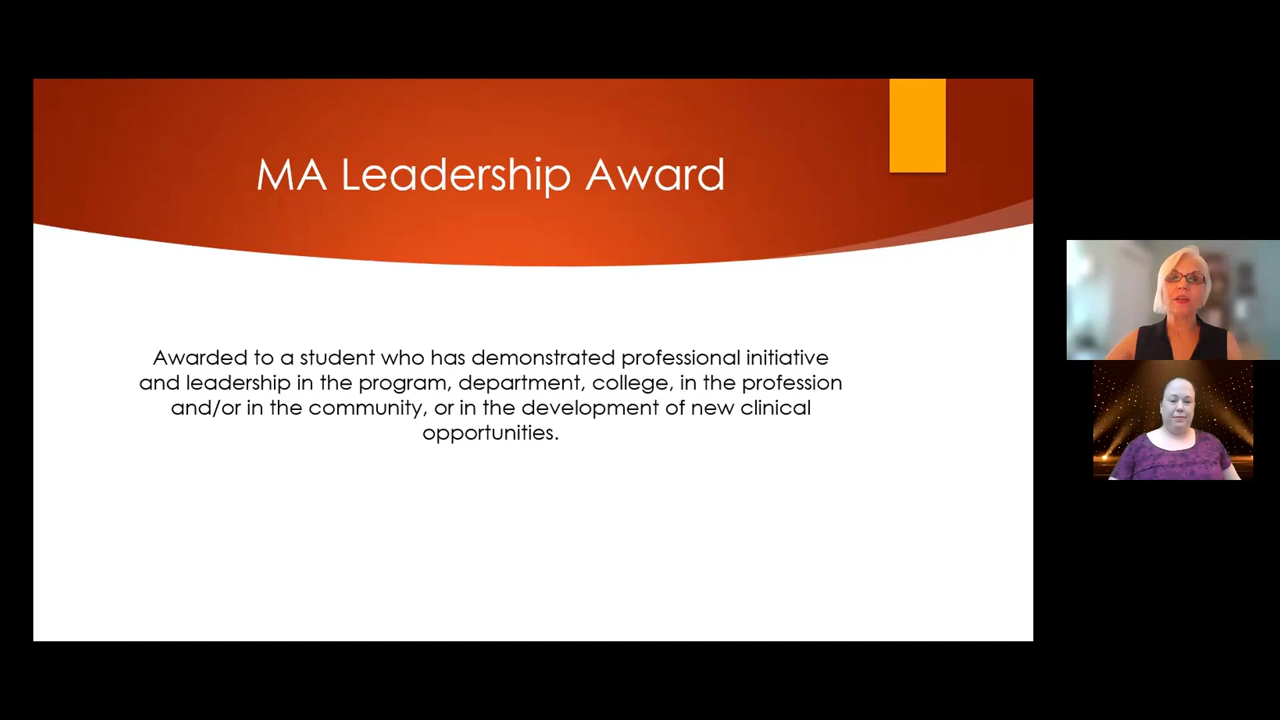 MA Leadership Award
Awarded to a student who has demonstrated professional initiative
and leadership in the program, department, college, in the profession
and/or in the community, or in the development of new clinical
opportunities.